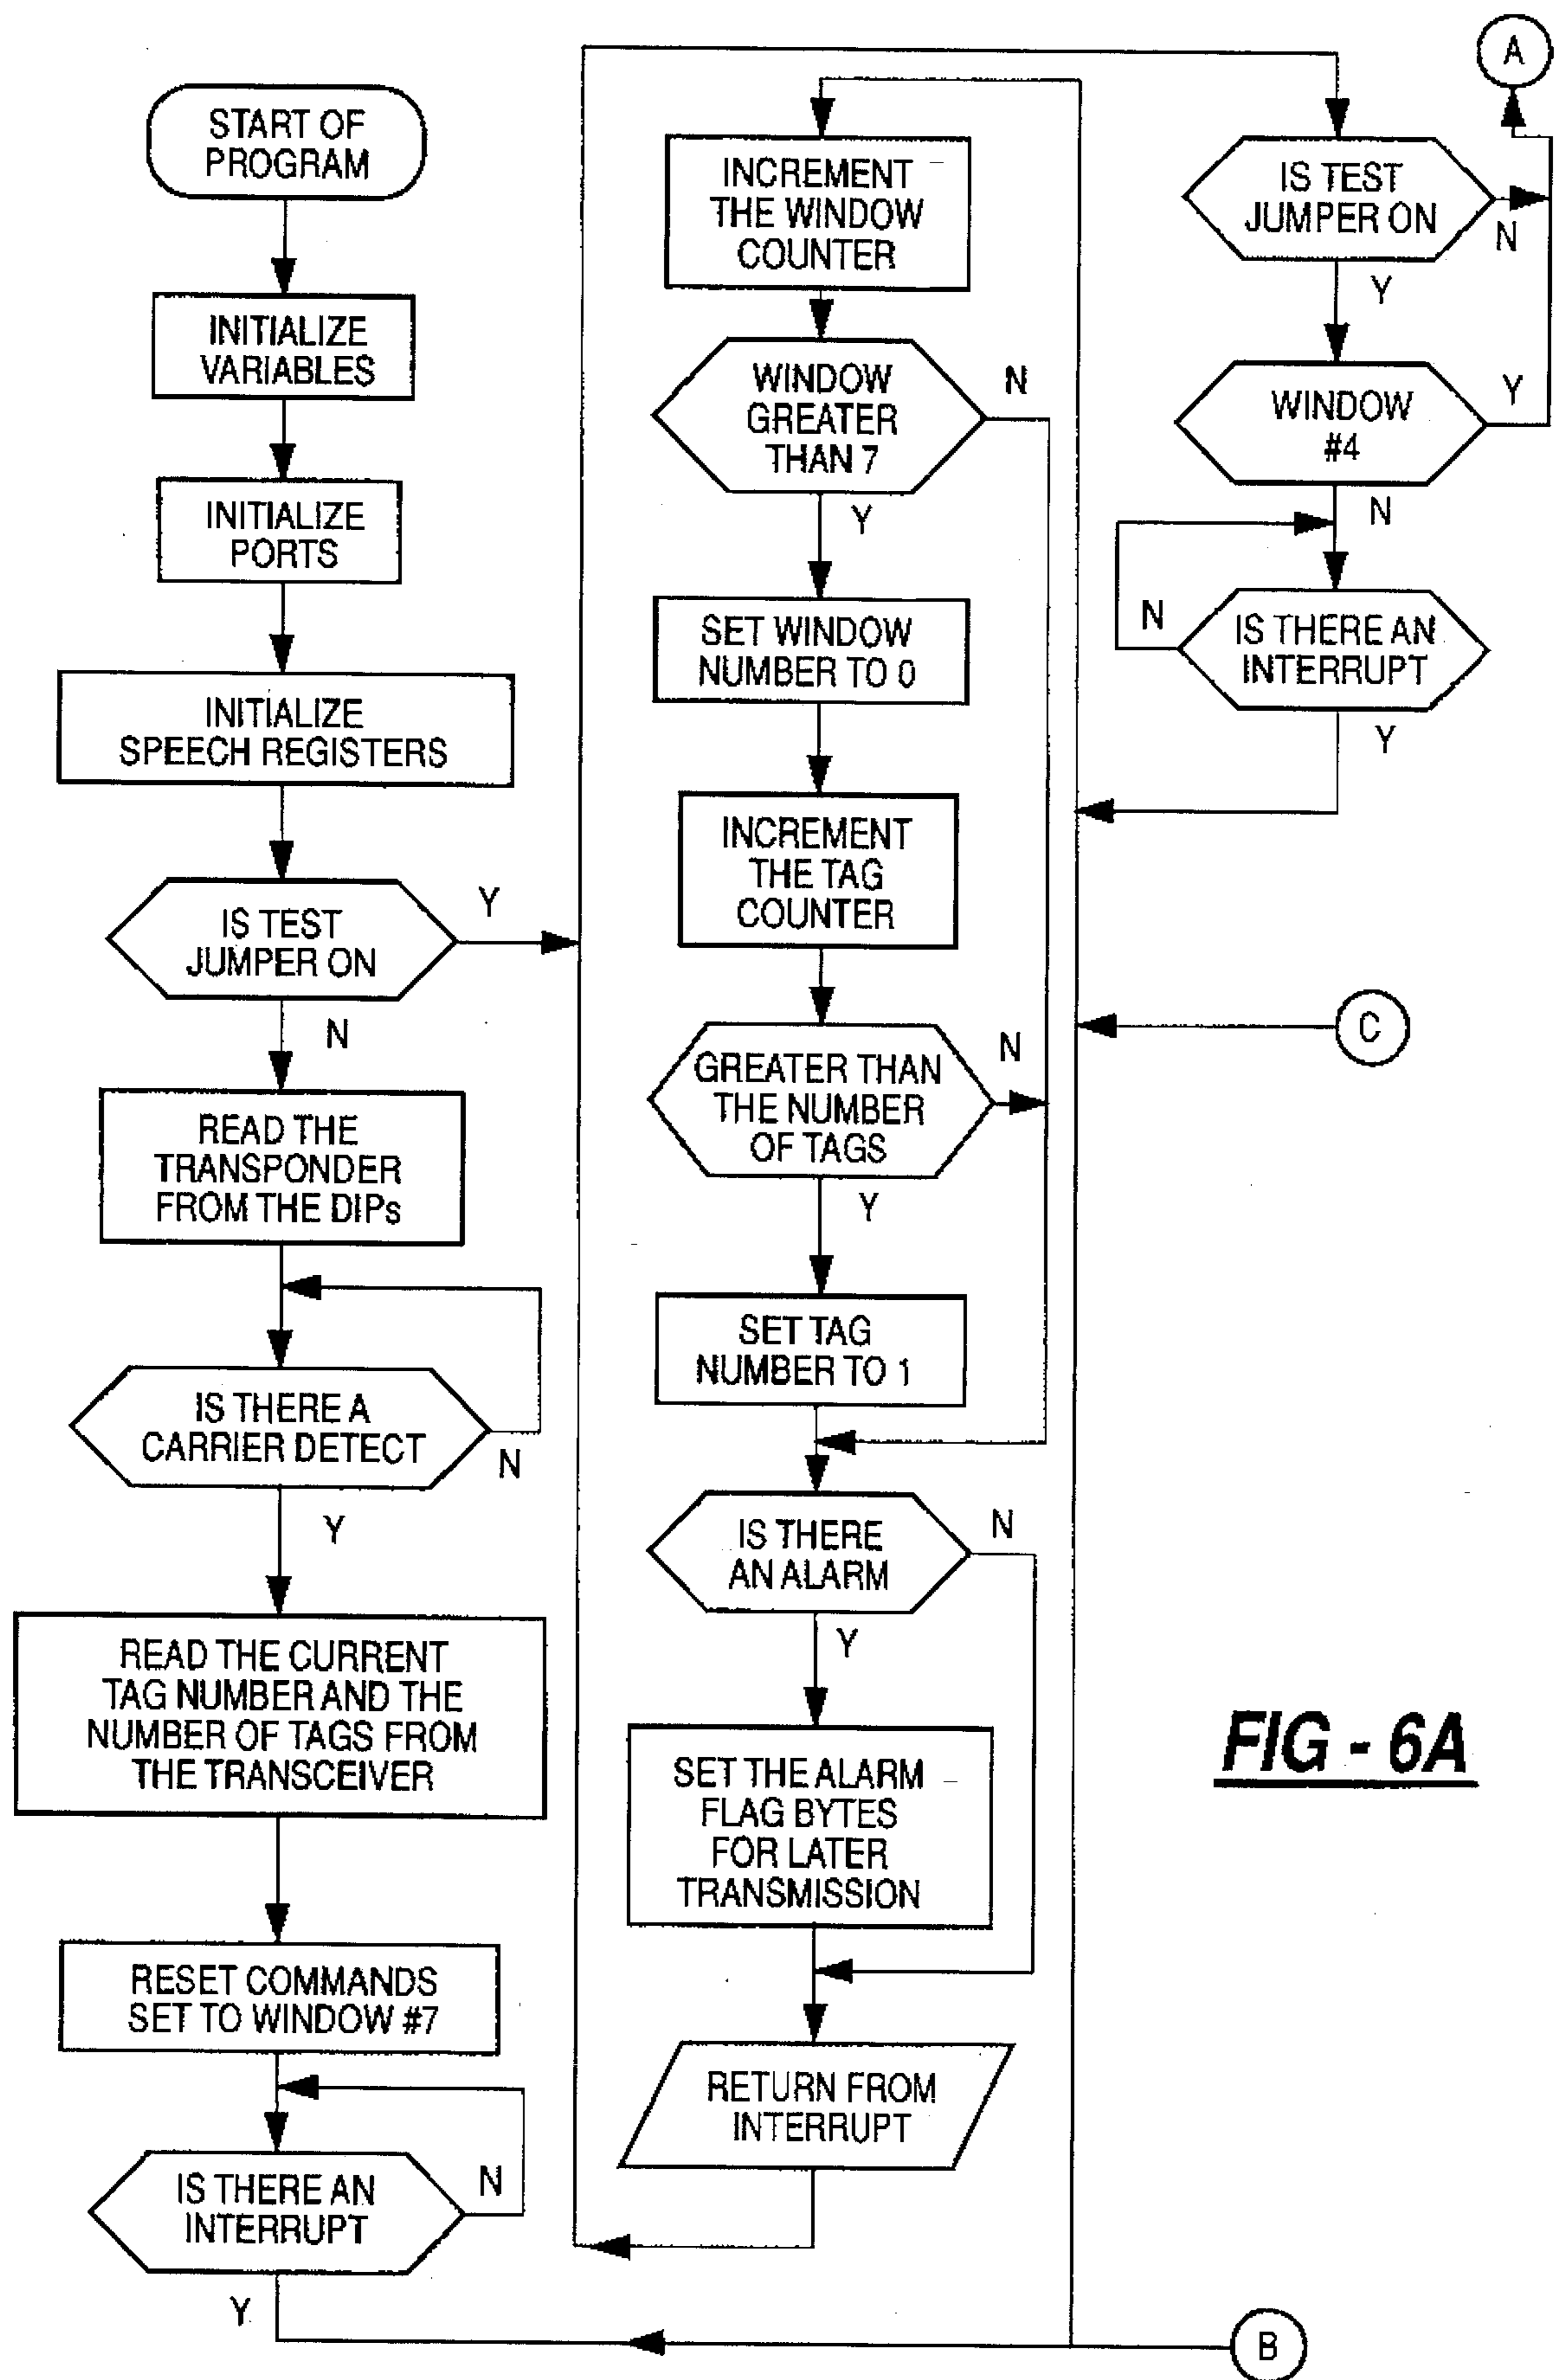 START OF
PROGRAM
INITIALIZE
VARIABLES
INITIALIZE
PORTS
INITIALIZE
SPEECH REGISTERS
IS TEST
JUMPER ON
Y
N
READ THE
TRANSPONDER
FROM THE DIPs
IS THERE A
CARRIER DETECT
N
Y
READ THE CURRENT
TAG NUMBER AND THE
NUMBER OF TAGS FROM
THE TRANSCEIVER
RESET COMMANDS
SET TO WINDOW #7
IS THERE AN
INTERRUPT
N
Y
INCREMENT
THE WINDOW
COUNTER
WINDOW
GREATER
THAN 7
N
Y
SET WINDOW
NUMBER TO 0
INCREMENT
THE TAG
COUNTER
GREATER THAN
THE NUMBER
OF TAGS
N
Y
SET TAG
NUMBER TO 1
IS THERE
AN ALARM
N
Y
SET THE ALARM
FLAG BYTES
FOR LATER
TRANSMISSION
RETURN FROM
INTERRUPT
A
IS TEST
JUMPER ON
N
Y
WINDOW
#4
Y
N
IS THERE AN
INTERRUPT
N
Y
C
B
FIG - 6A